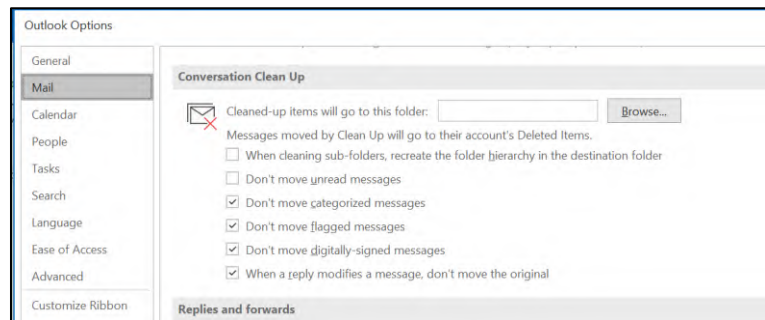 Outlook Options
General
Mail
Calendar
People
Tasks
Search
Language
Ease of Access
Advanced
Customize Ribbon
Conversation Clean Up
Cleaned-up items will go to this folder:
Browse...
Messages moved by Clean Up will go to their account's Deleted Items.
When cleaning sub-folders, recreate the folder hierarchy in the destination folder
Don't move unread messages
Don't move categorized messages
Don't move flagged messages
Don't move digitally-signed messages
When a reply modifies a message, don't move the original
Replies and forwards